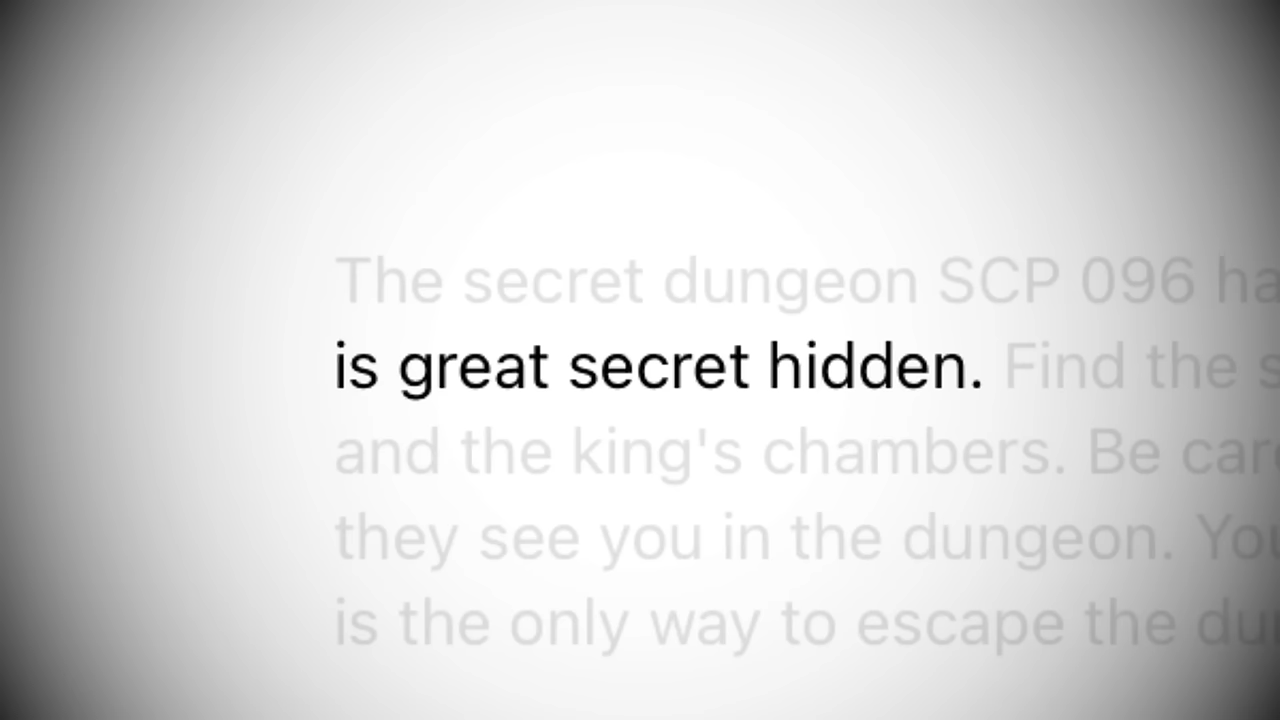 The secret dungeon SCP 096 ha
is great secret hidden. Find the s
and the king's chambers. Be car
they see you in the dungeon. You
is the only way to escape the du